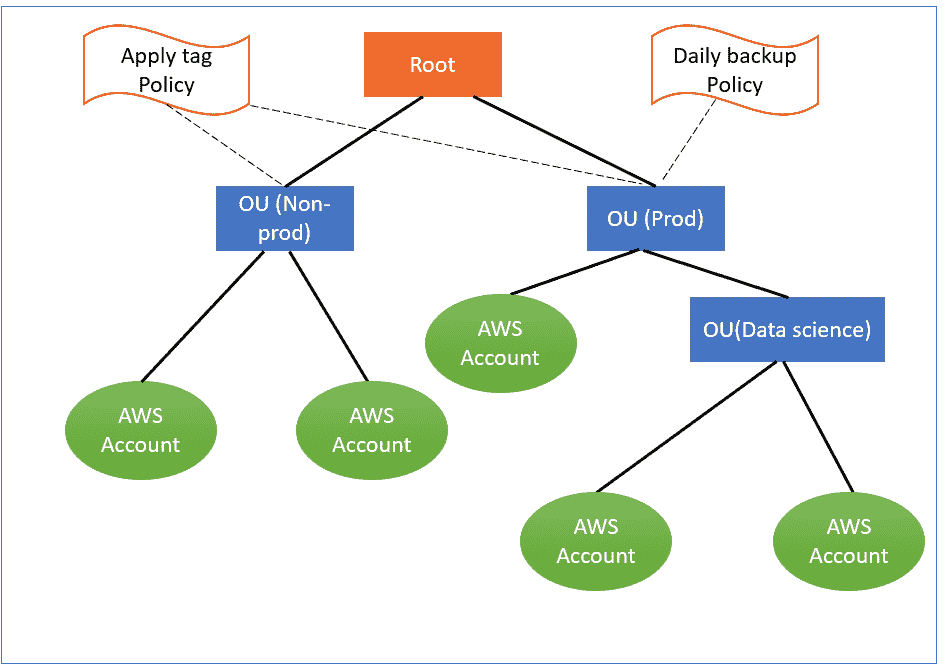 Apply tag
Policy
Root
Daily backup
Policy
OU (Non-
prod)
OU (Prod)
AWS
Account
OU(Data science)
AWS
Account
AWS
Account
AWS
Account
AWS
Account